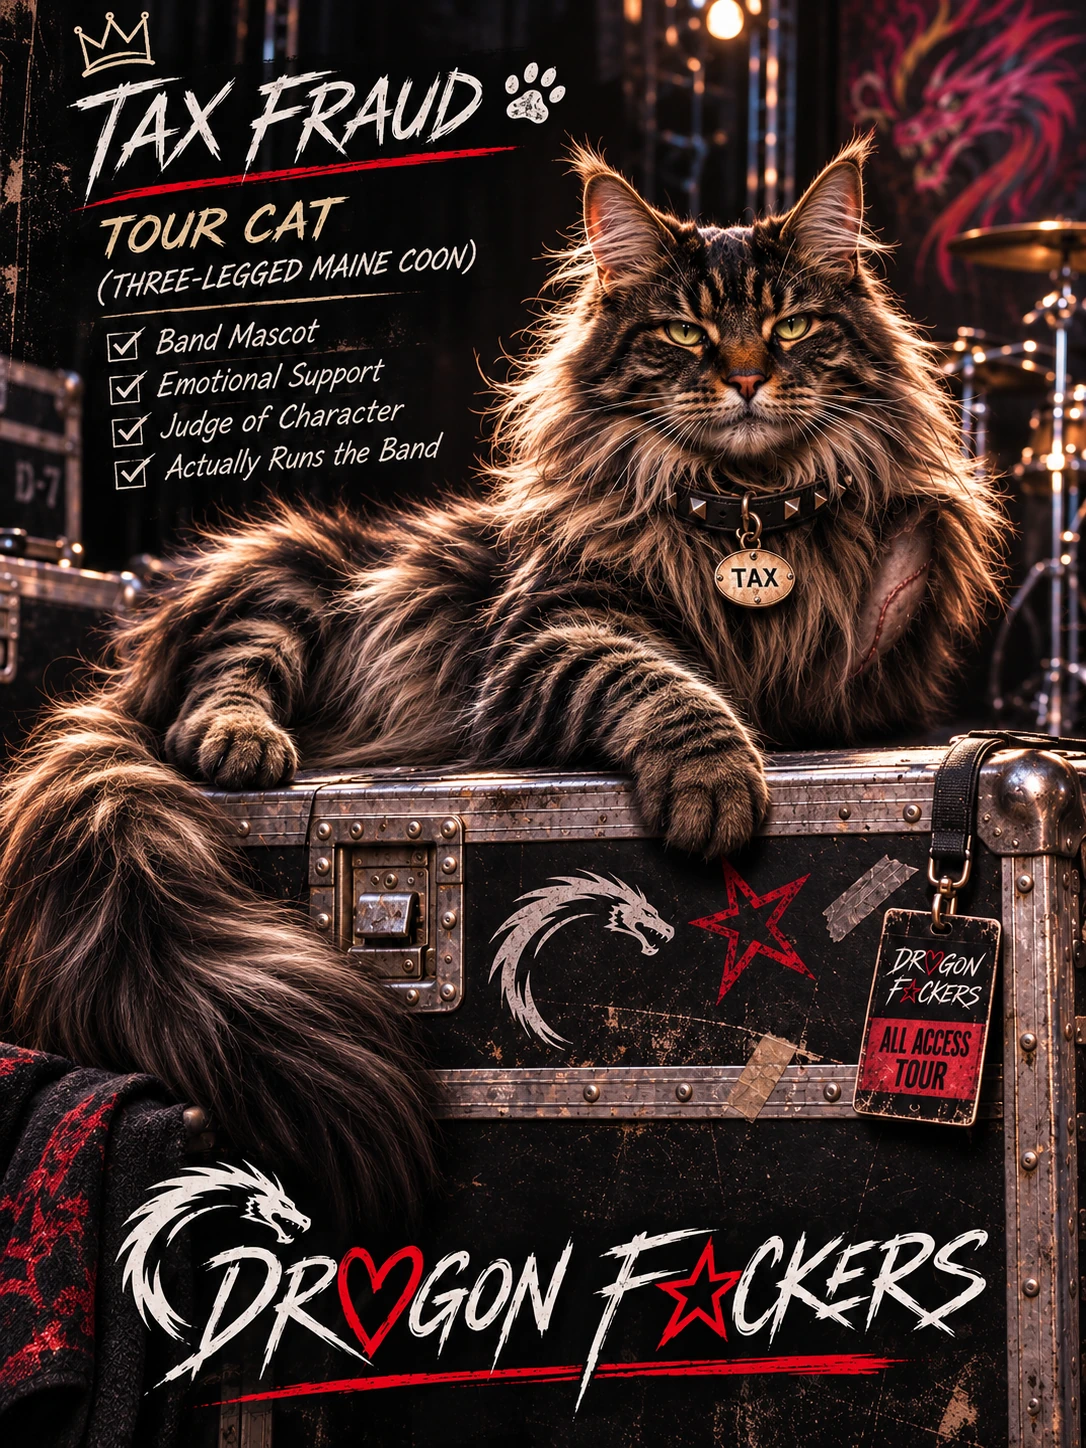 TAX FRAUD
TOUR CAT
(THREE-LEGGED MAINE COON)
Band Mascot
Emotional Support
Judge of Character
Actually Runs the Band
D-7
TAX
DR♥GON
F☆CKERS
ALL ACCESS
TOUR
DR♥GON F☆CKERS